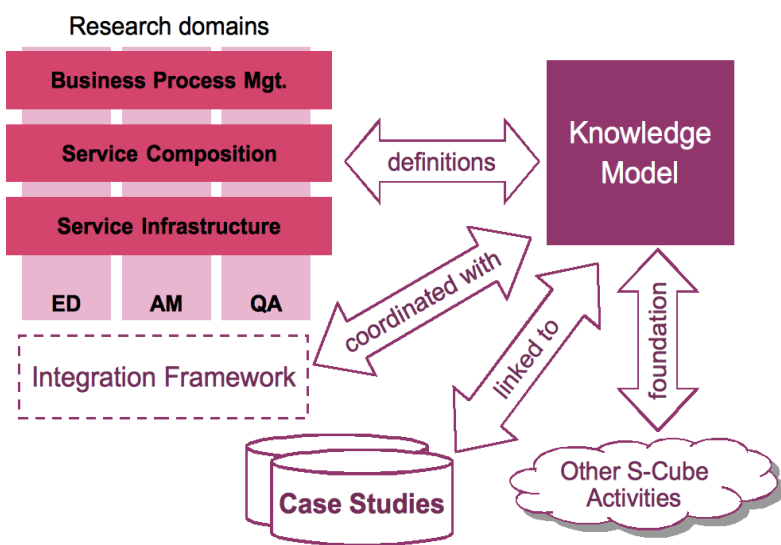 Research domains
Business Process Mgt.
Service Composition
Service Infrastructure
ED AM QA
Integration Framework
definitions
Knowledge
Model
coordinated with
linked to
foundation
Case Studies
Other S-Cube
Activities